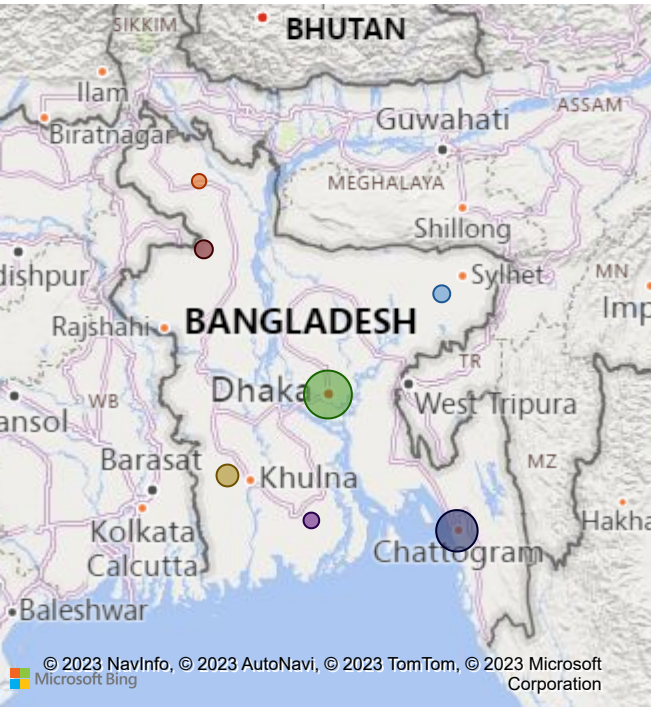 SIKKIM
BHUTAN
Ilam
Biratnagar
Guwahati
ASSAM
MEGHALAYA
Shillong
dishpur
Sylhet
MN
Imp
Rajshahi
BANGLADESH
TR
WB
Dhaka
West Tripura
ansol
Barasat
Khulna
MZ
Kolkata
Calcutta
Chattogram
Hakha
Baleshwar
© 2023 NavInfo, © 2023 AutoNavi, © 2023 TomTom, © 2023 Microsoft
Corporation
Microsoft Bing